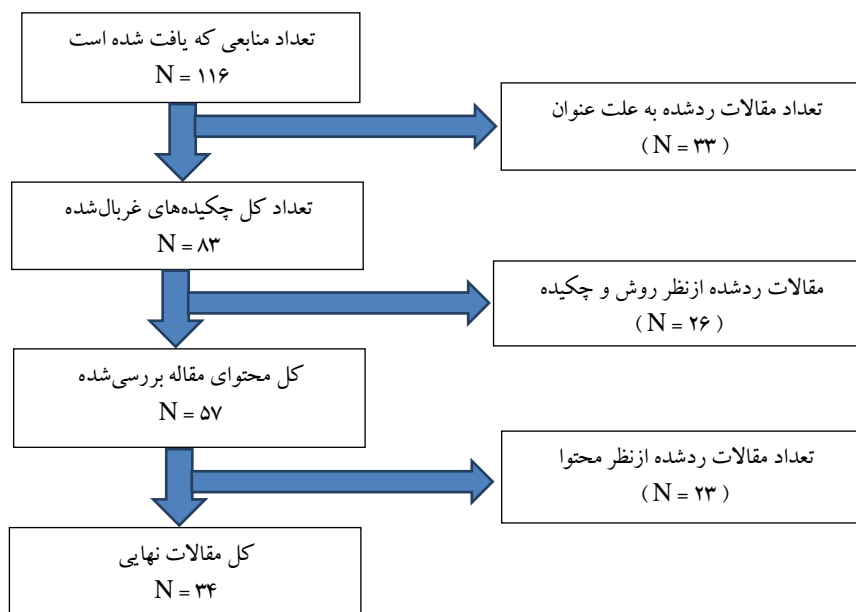 تعداد منابعی که یافت شده است
N = ۱۱۶
تعداد مقالات ردشده به علت عنوان
( N = ۳۳ )
تعداد کل چکیده‌های غربال‌شده
N = ۸۳
مقالات ردشده ازنظر روش و چکیده
( N = ۲۶ )
کل محتوای مقاله بررسی‌شده
N = ۵۷
تعداد مقالات ردشده ازنظر محتوا
( N = ۲۳ )
کل مقالات نهایی
N = ۳۴